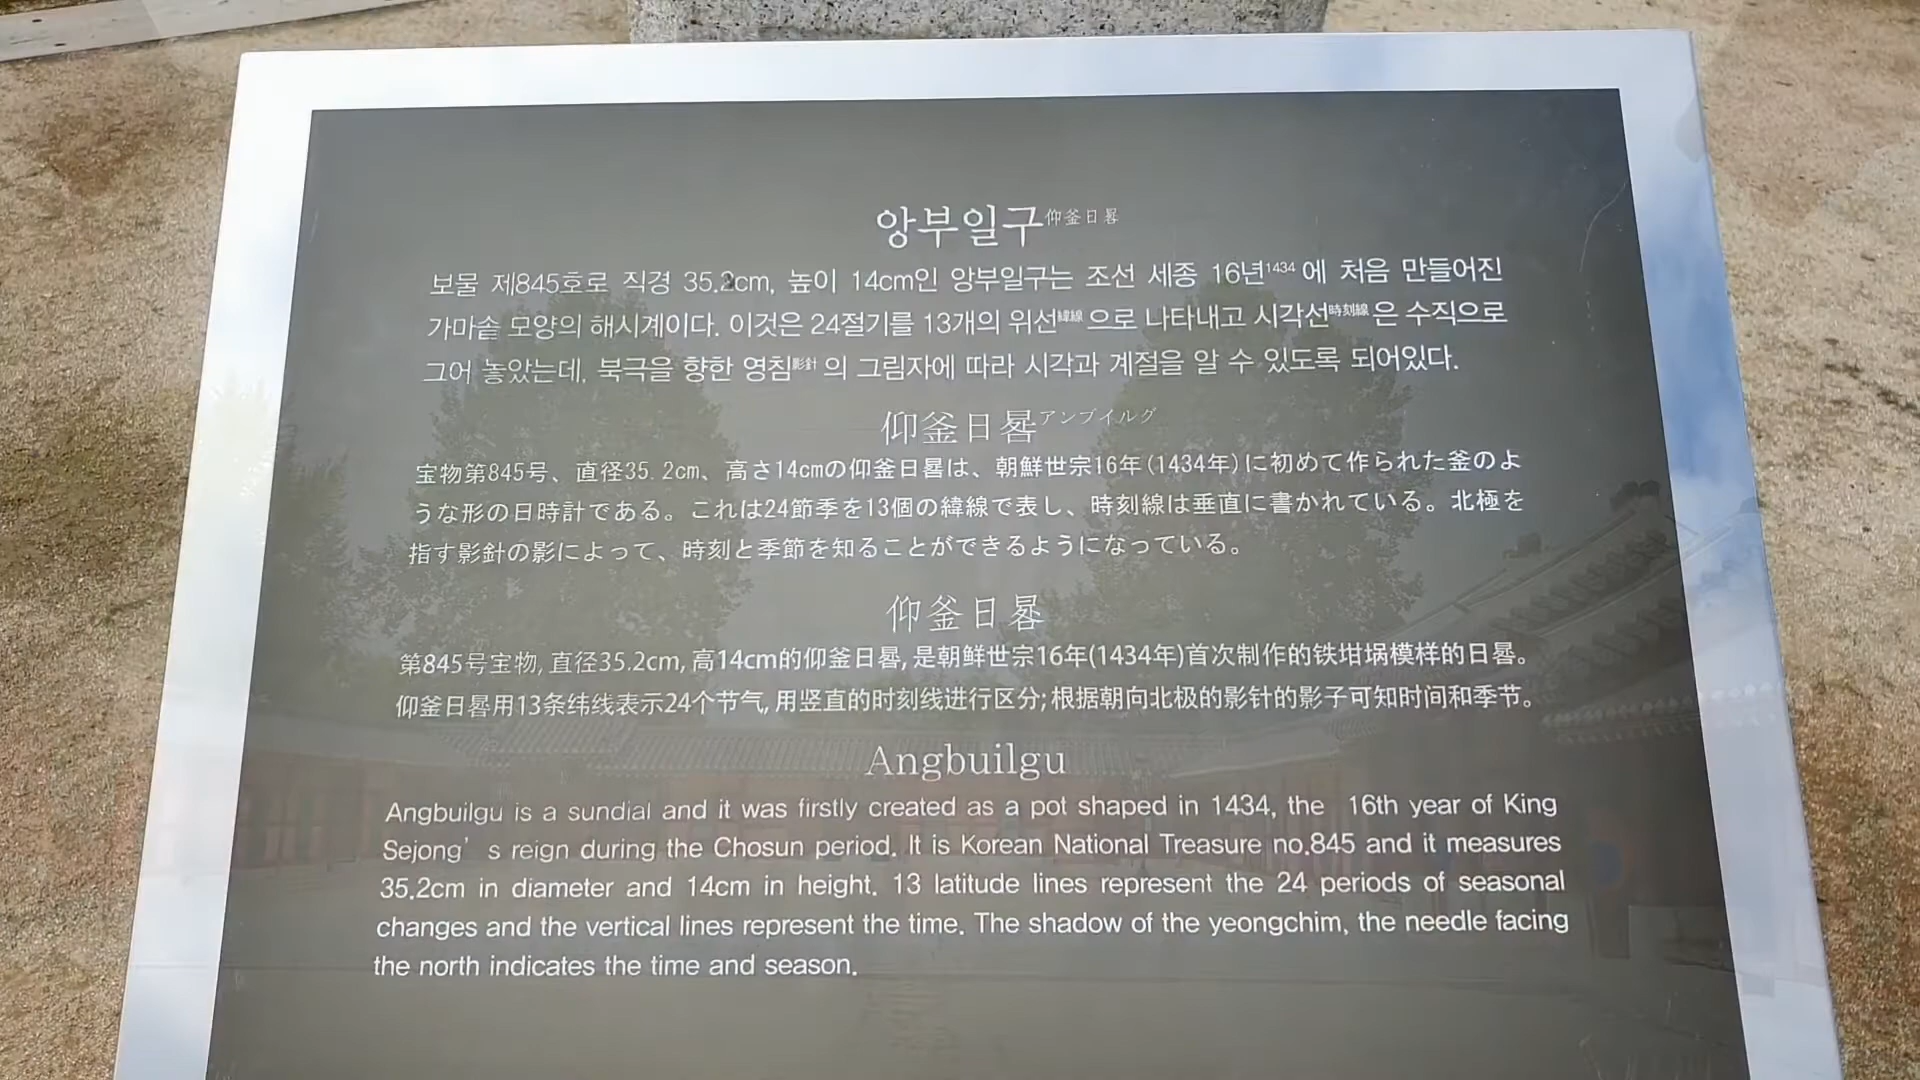 앙부일구仰釜日晷
보물 제845호로 직경 35.2cm, 높이 14cm인 앙부일구는 조선 세종 16년1434에 처음 만들어진
가마솥 모양의 해시계이다. 이것은 24절기를 13개의 위선緯線으로 나타내고 시각선時刻線은 수직으로
그어 놓았는데, 북극을 향한 영침影針의 그림자에 따라 시각과 계절을 알 수 있도록 되어있다.
仰釜日晷アンブイルグ
宝物第845号、直径35.2cm、高さ14cmの仰釜日晷は、朝鮮世宗16年(1434年)に初めて作られた釜のよ
うな形の日時計である。これは24節季を13個の緯線で表し、時刻線は垂直に書かれている。北極を
指す影針の影によって、時刻と季節を知ることができるようになっている。
仰釜日晷
第845号宝物, 直径35.2cm, 高14cm的仰釜日晷, 是朝鲜世宗16年(1434年)首次制作的铁坩埚模样的日晷。
仰釜日晷用13条纬线表示24个节气, 用竖直的时刻线进行区分; 根据朝向北极的影针的影子可知时间和季节。
Angbuilgu
Angbuilgu is a sundial and it was firstly created as a pot shaped in 1434, the 16th year of King
Sejong' s reign during the Chosun period. It is Korean National Treasure no.845 and it measures
35.2cm in diameter and 14cm in height. 13 latitude lines represent the 24 periods of seasonal
changes and the vertical lines represent the time. The shadow of the yeongchim, the needle facing
the north indicates the time and season.